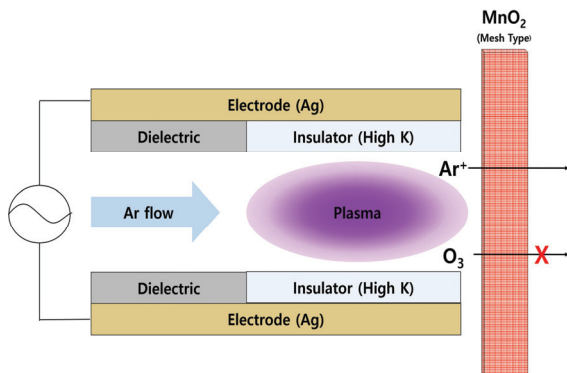 MnO₂
(Mesh Type)
Electrode (Ag)
Dielectric
Insulator (High K)
Ar⁺
Ar flow
Plasma
O₃
X
Dielectric
Insulator (High K)
Electrode (Ag)